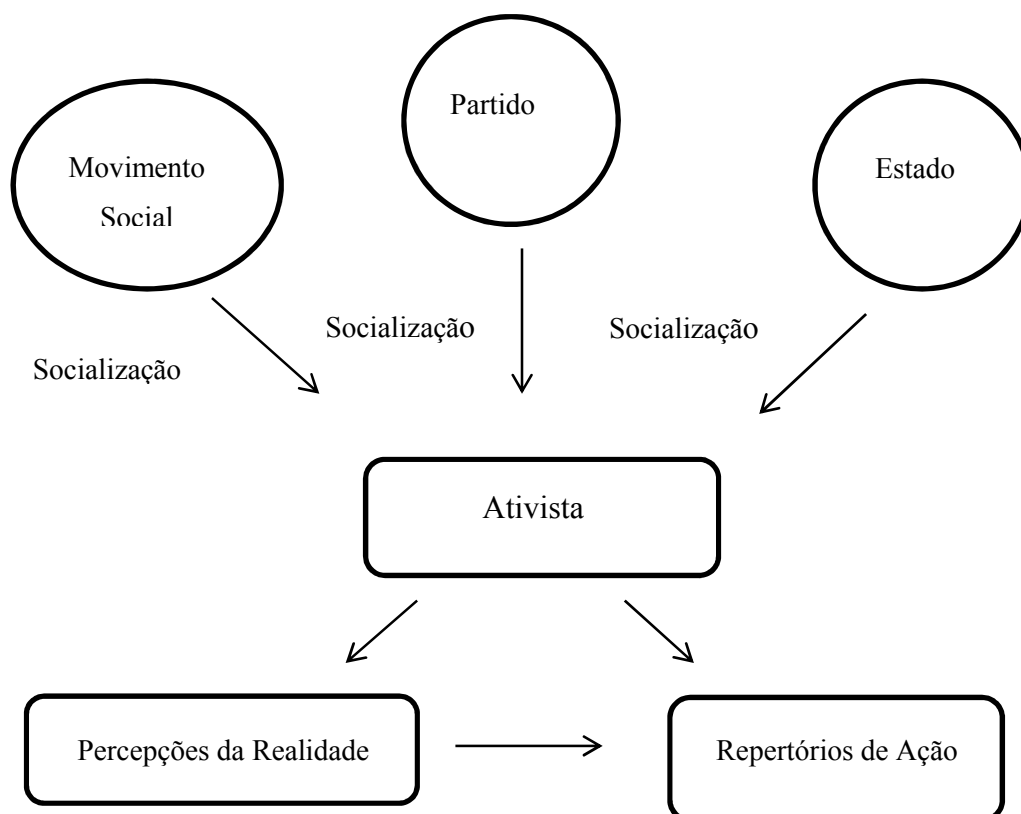 Partido
Movimento
Social
Estado
Socialização
Socialização
Socialização
Ativista
Percepções da Realidade
Repertórios de Ação